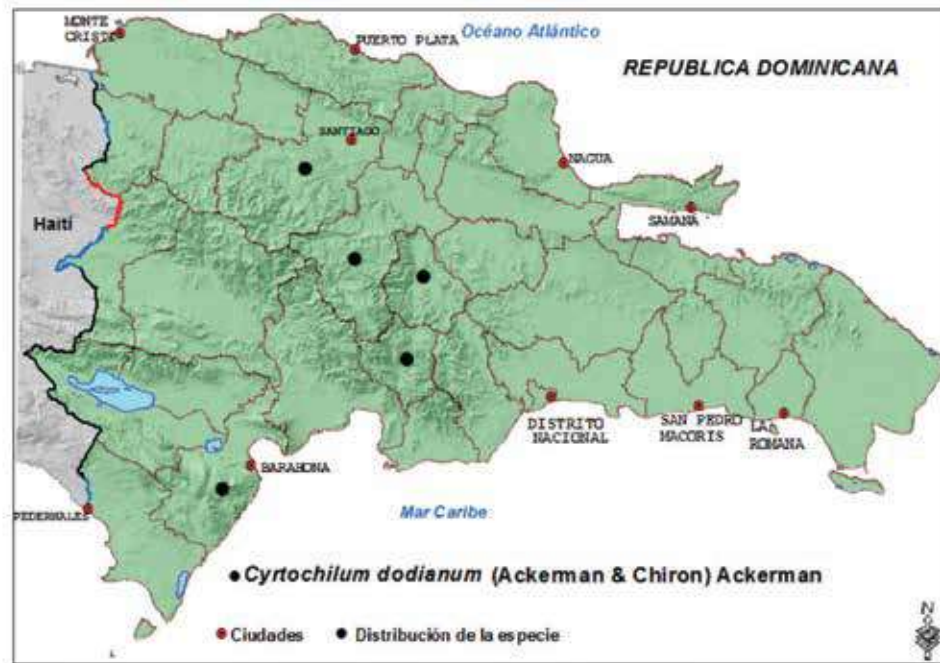 MONTE
CRISTI
PUERTO PLATA
Océano Atlántico
REPUBLICA DOMINICANA
SANTIAGO
NAGUA
SAMANA
Haití
DISTRITO
NACIONAL
SAN PEDRO
MACORIS
LA
ROMANA
BARAHONA
PEDERNALES
Mar Caribe
Cyrtochilum dodianum (Ackerman & Chiron) Ackerman
Ciudades
Distribución de la especie
N